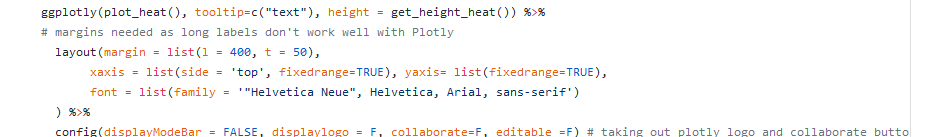 ggplotly(plot_heat(), tooltip=c("text"), height = get_height_heat()) %>%
# margins needed as long labels don't work well with Plotly
layout(margin = list(l = 400, t = 50),
xaxis = list(side = 'top', fixedrange=TRUE), yaxis= list(fixedrange=TRUE),
font = list(family = '"Helvetica Neue", Helvetica, Arial, sans-serif')
) %>%
config(displayModeBar = FALSE, displaylogo = F, collaborate=F, editable =F) # taking out plotly logo and collaborate butto